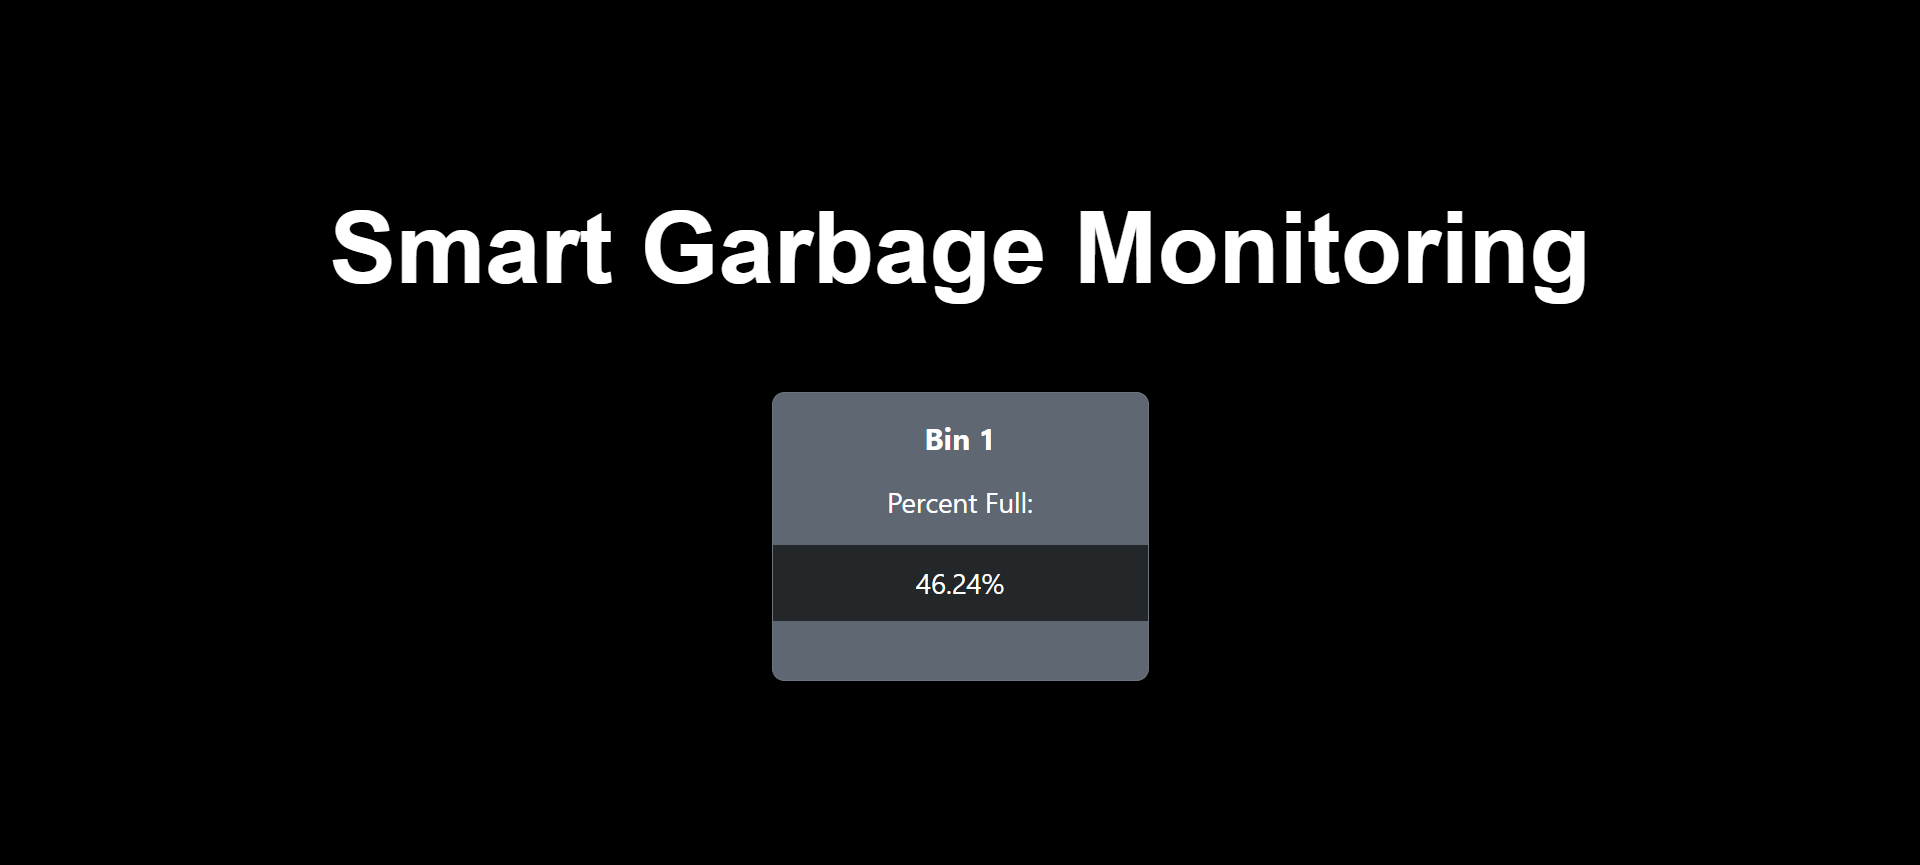 Smart Garbage Monitoring
Bin 1
Percent Full:
46.24%